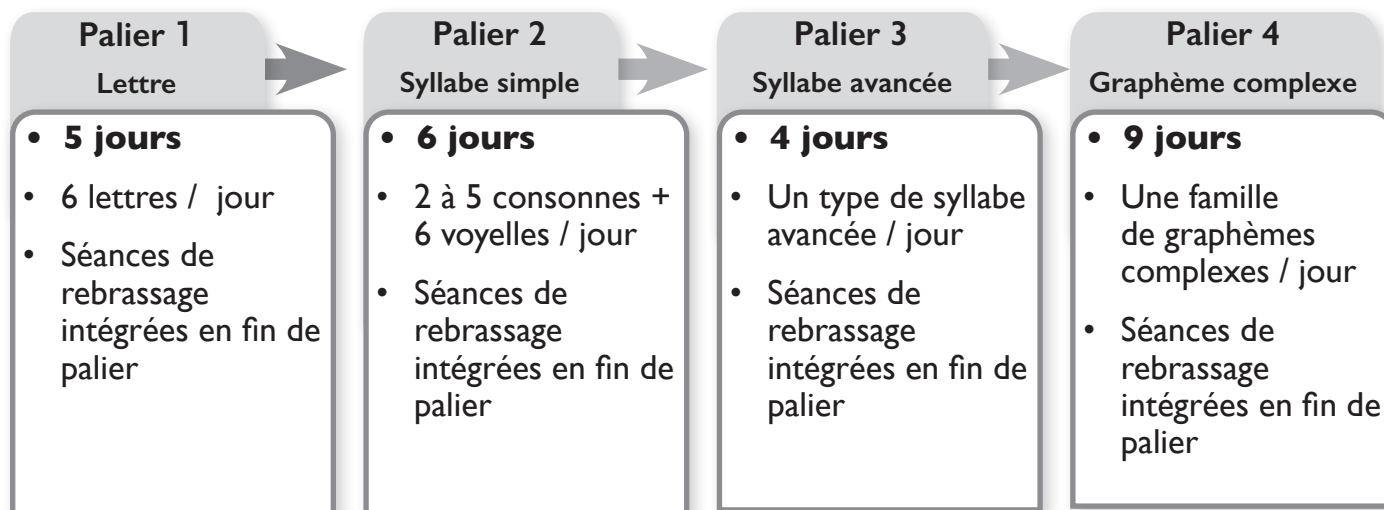 Palier 1
Lettre
• 5 jours
• 6 lettres / jour
• Séances de
rebrassage
intégrées en fin de
palier
Palier 2
Syllabe simple
• 6 jours
• 2 à 5 consonnes +
6 voyelles / jour
• Séances de
rebrassage
intégrées en fin de
palier
Palier 3
Syllabe avancée
• 4 jours
• Un type de syllabe
avancée / jour
• Séances de
rebrassage
intégrées en fin de
palier
Palier 4
Graphème complexe
• 9 jours
• Une famille
de graphèmes
complexes / jour
• Séances de
rebrassage
intégrées en fin de
palier